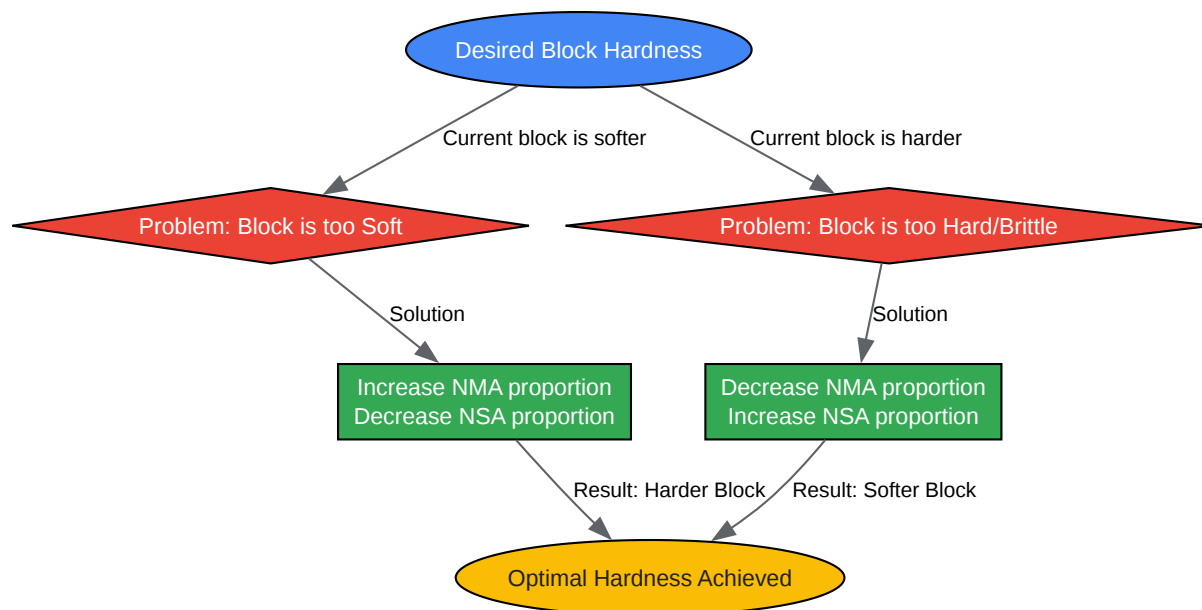 Desired Block Hardness
Current block is softer
Current block is harder
Problem: Block is too Soft
Problem: Block is too Hard/Brittle
Solution
Solution
Increase NMA proportion
Decrease NSA proportion
Decrease NMA proportion
Increase NSA proportion
Result: Harder Block
Result: Softer Block
Optimal Hardness Achieved